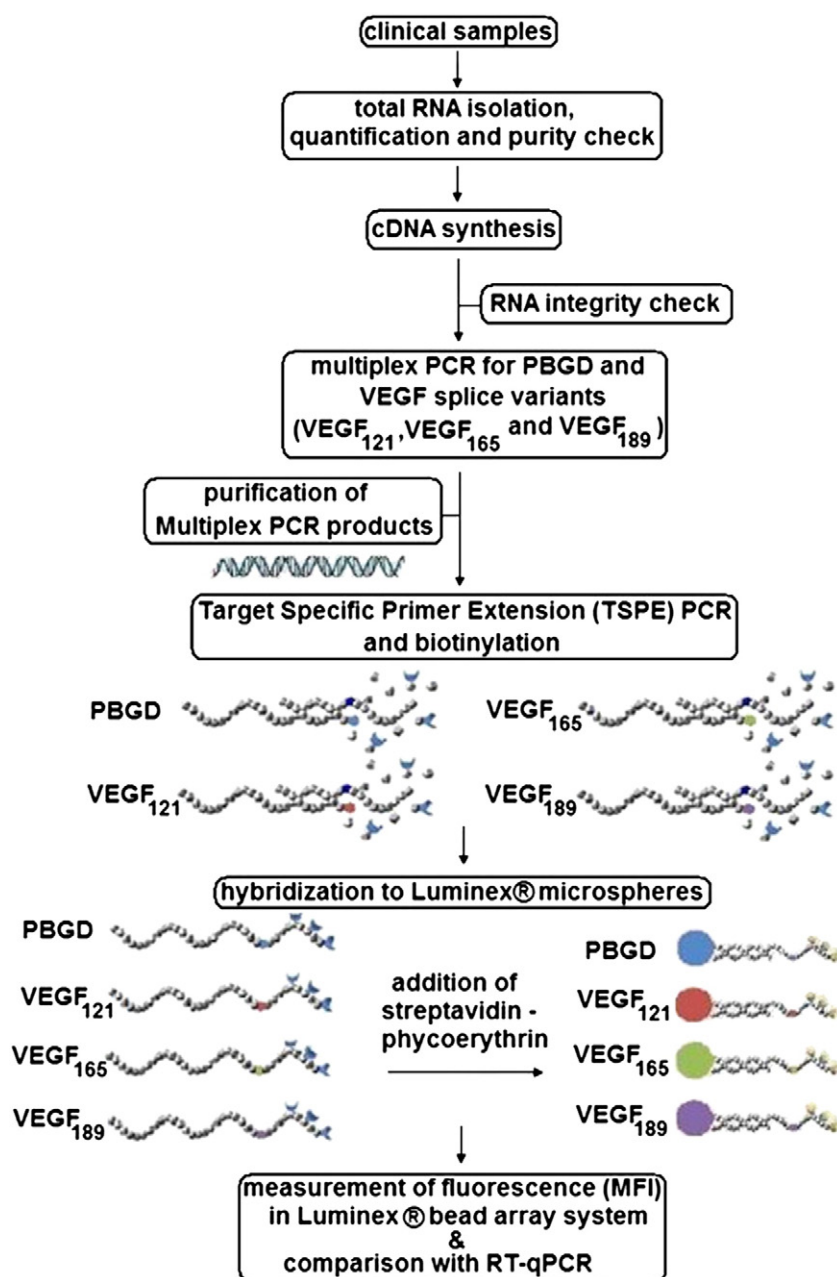 clinical samples
total RNA isolation,
quantification and purity check
cDNA synthesis
RNA integrity check
multiplex PCR for PBGD and
VEGF splice variants
(VEGF121,VEGF165 and VEGF189)
purification of
Multiplex PCR products
Target Specific Primer Extension (TSPE) PCR
and biotinylation
PBGD
VEGF165
VEGF121
VEGF189
hybridization to Luminex® microspheres
PBGD
VEGF121
VEGF165
VEGF189
addition of
streptavidin -
phycoerythrin
PBGD
VEGF121
VEGF165
VEGF189
measurement of fluorescence (MFI)
in Luminex® bead array system
&
comparison with RT-qPCR